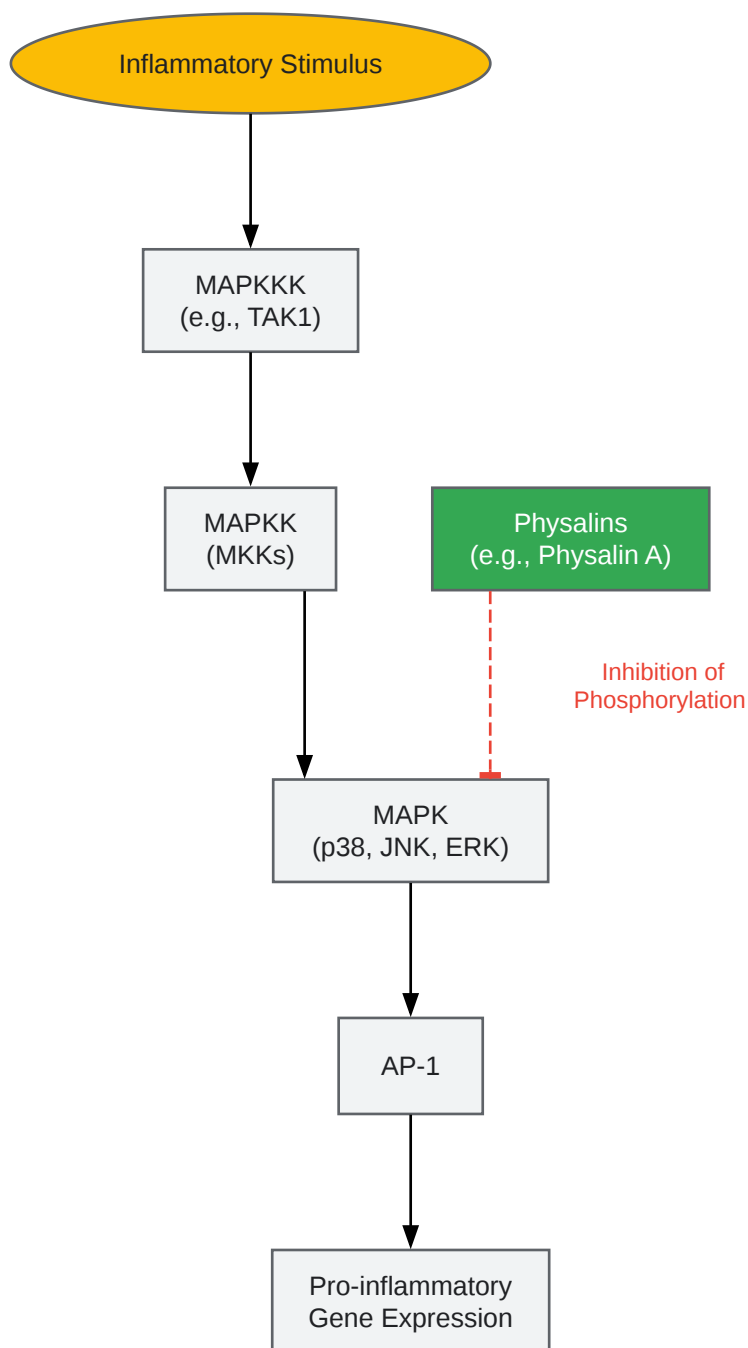 Inflammatory Stimulus
MAPKKK
(e.g., TAK1)
MAPKK
(MKKs)
Physalins
(e.g., Physalin A)
Inhibition of
Phosphorylation
MAPK
(p38, JNK, ERK)
AP-1
Pro-inflammatory
Gene Expression